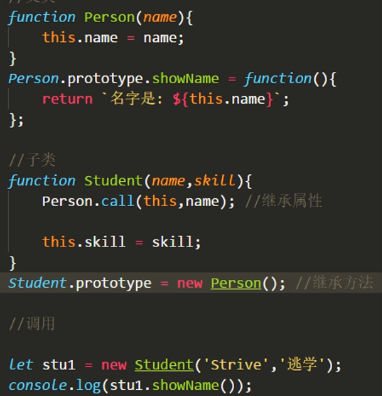 function Person(name){
    this.name = name;
}
Person.prototype.showName = function(){
    return `名字是: ${this.name}`;
};
//子类
function Student(name,skill){
    Person.call(this,name); //继承属性
    this.skill = skill;
}
Student.prototype = new Person(); //继承方法
//调用
let stu1 = new Student('Strive','逃学');
console.log(stu1.showName());